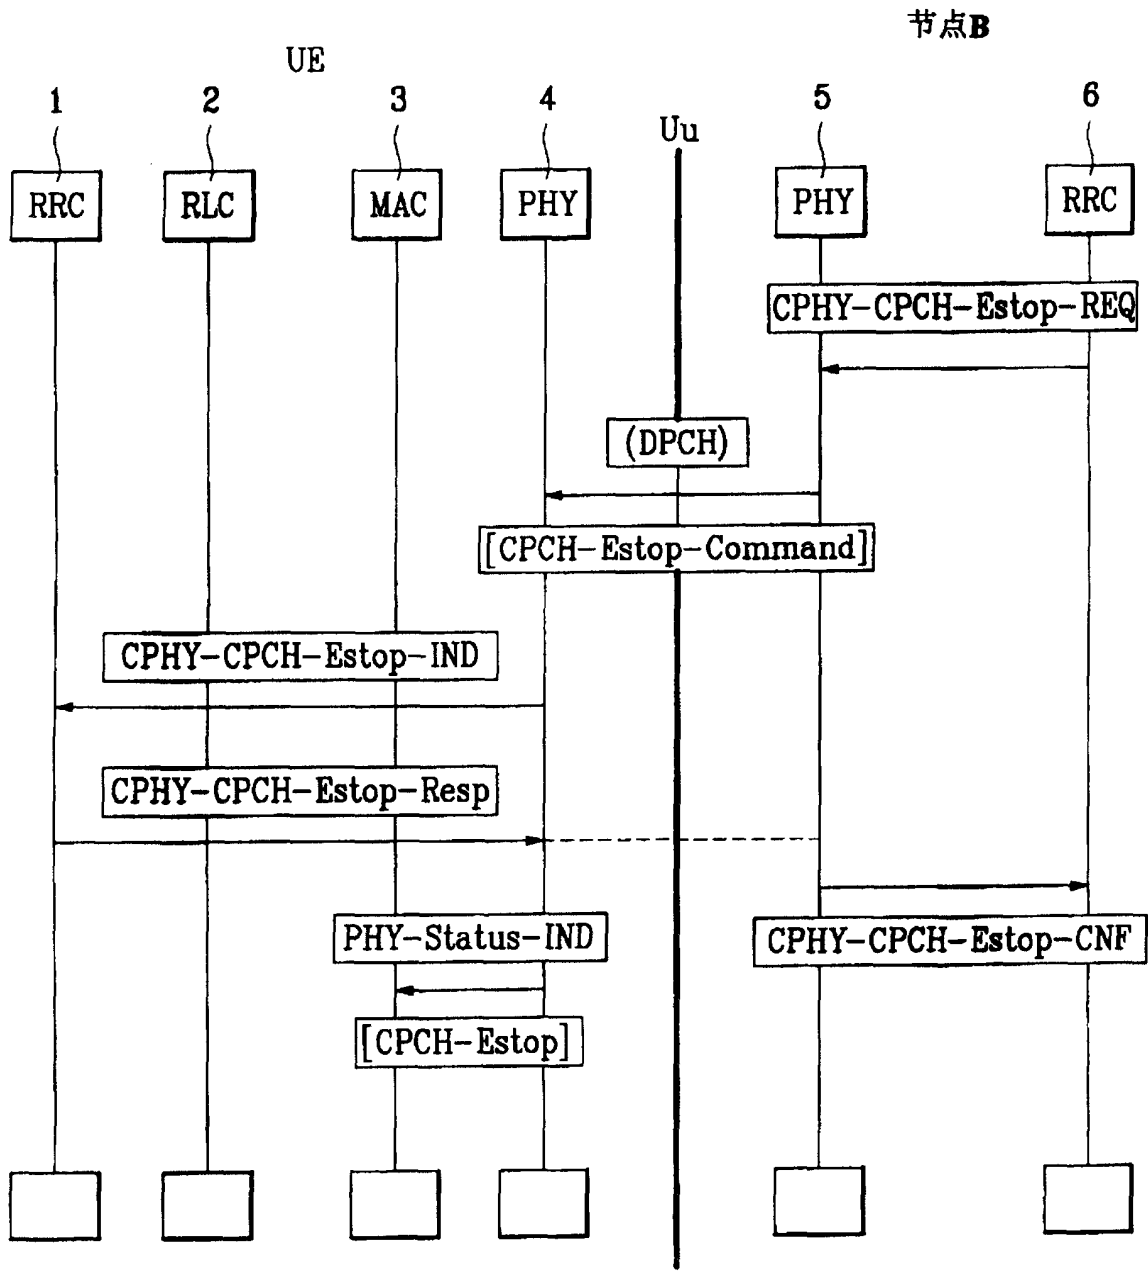 节点B
UE
1 2 3 4 Uu 5 6
RRC RLC MAC PHY PHY RRC
CPHY-CPCH-Estop-REQ
(DPCH)
[CPCH-Estop-Command]
CPHY-CPCH-Estop-IND
CPHY-CPCH-Estop-Resp
PHY-Status-IND
CPHY-CPCH-Estop-CNF
[CPCH-Estop]